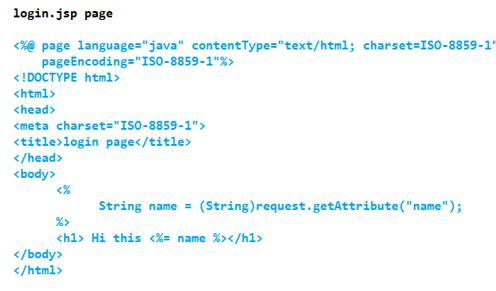 login.jsp page
<%@ page language="java" contentType="text/html; charset=ISO-8859-1"
pageEncoding="ISO-8859-1"%>
<!DOCTYPE html>
<html>
<head>
<meta charset="ISO-8859-1">
<title>login page</title>
</head>
<body>
<%
String name = (String)request.getAttribute("name");
%>
<h1> Hi this <%= name %></h1>
</body>
</html>